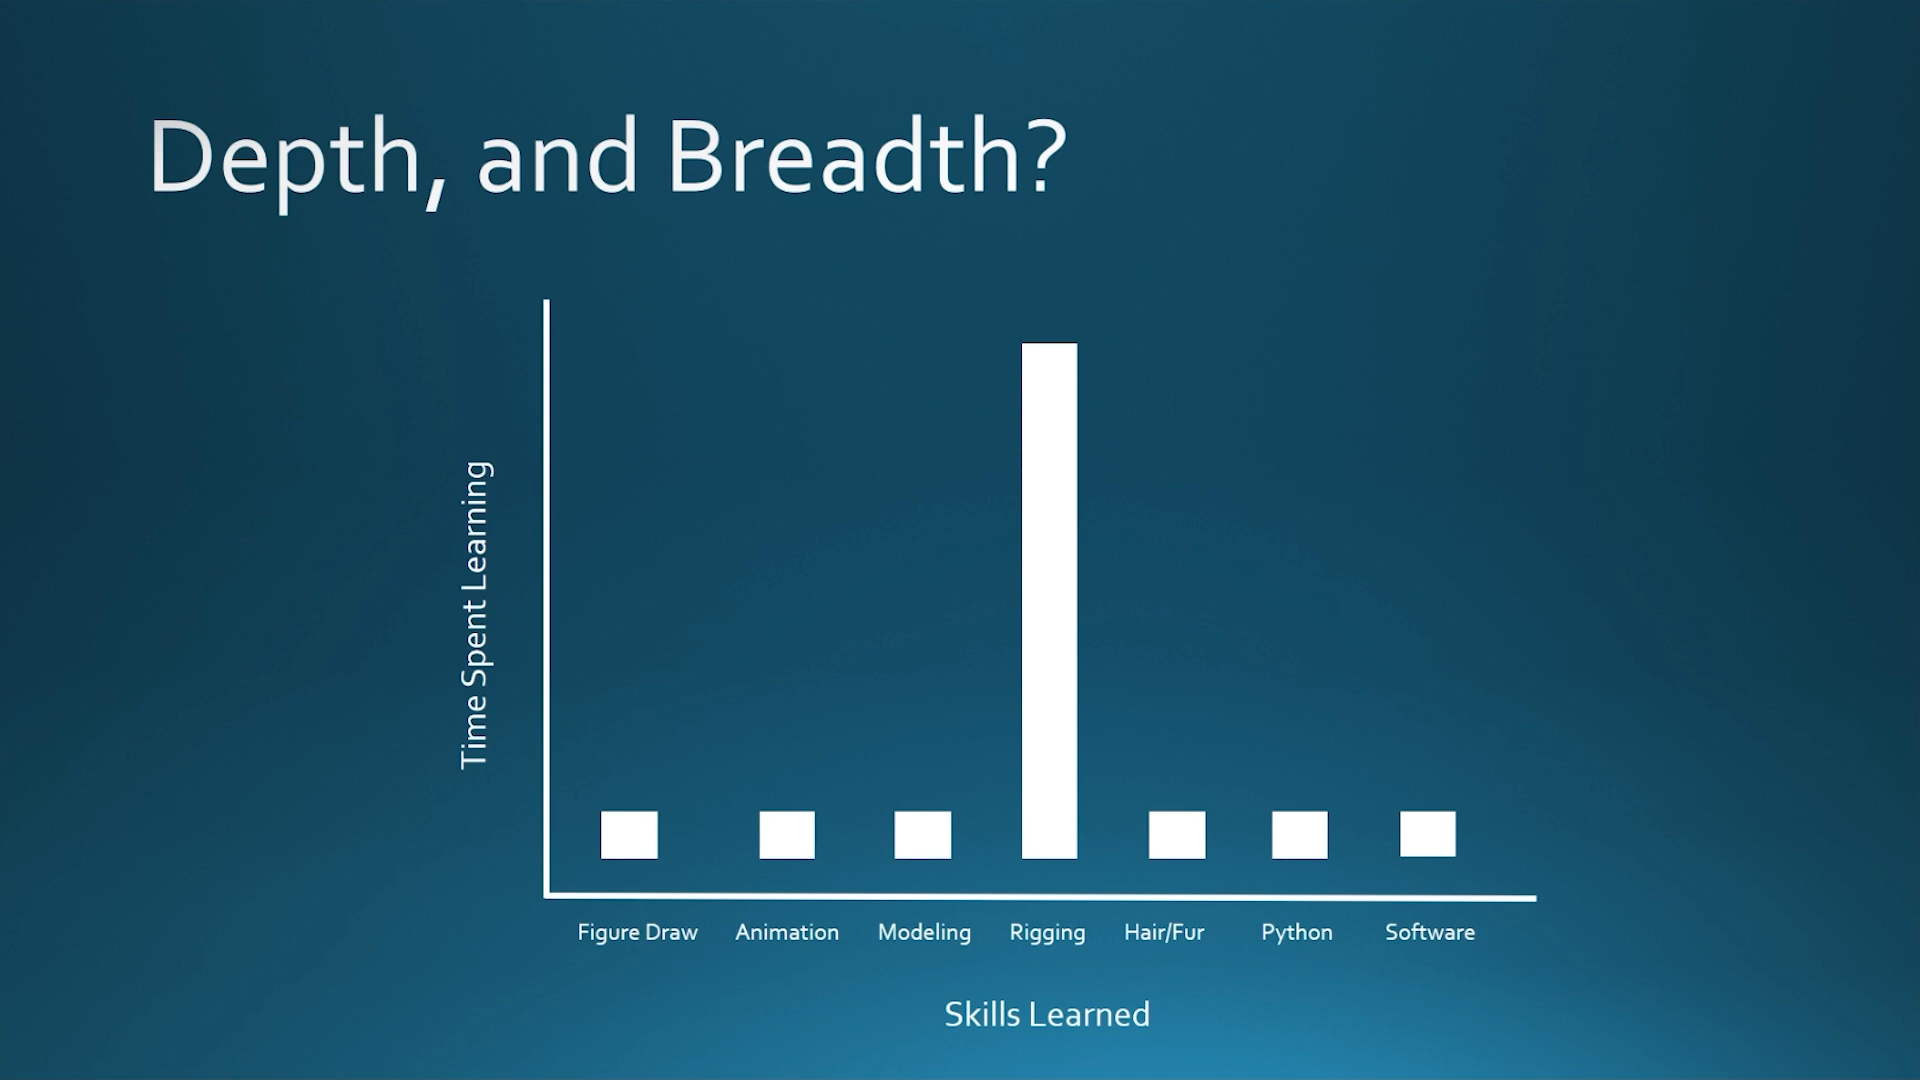 Depth, and Breadth?
Time Spent Learning
Figure Draw Animation Modeling Rigging Hair/Fur Python Software
Skills Learned